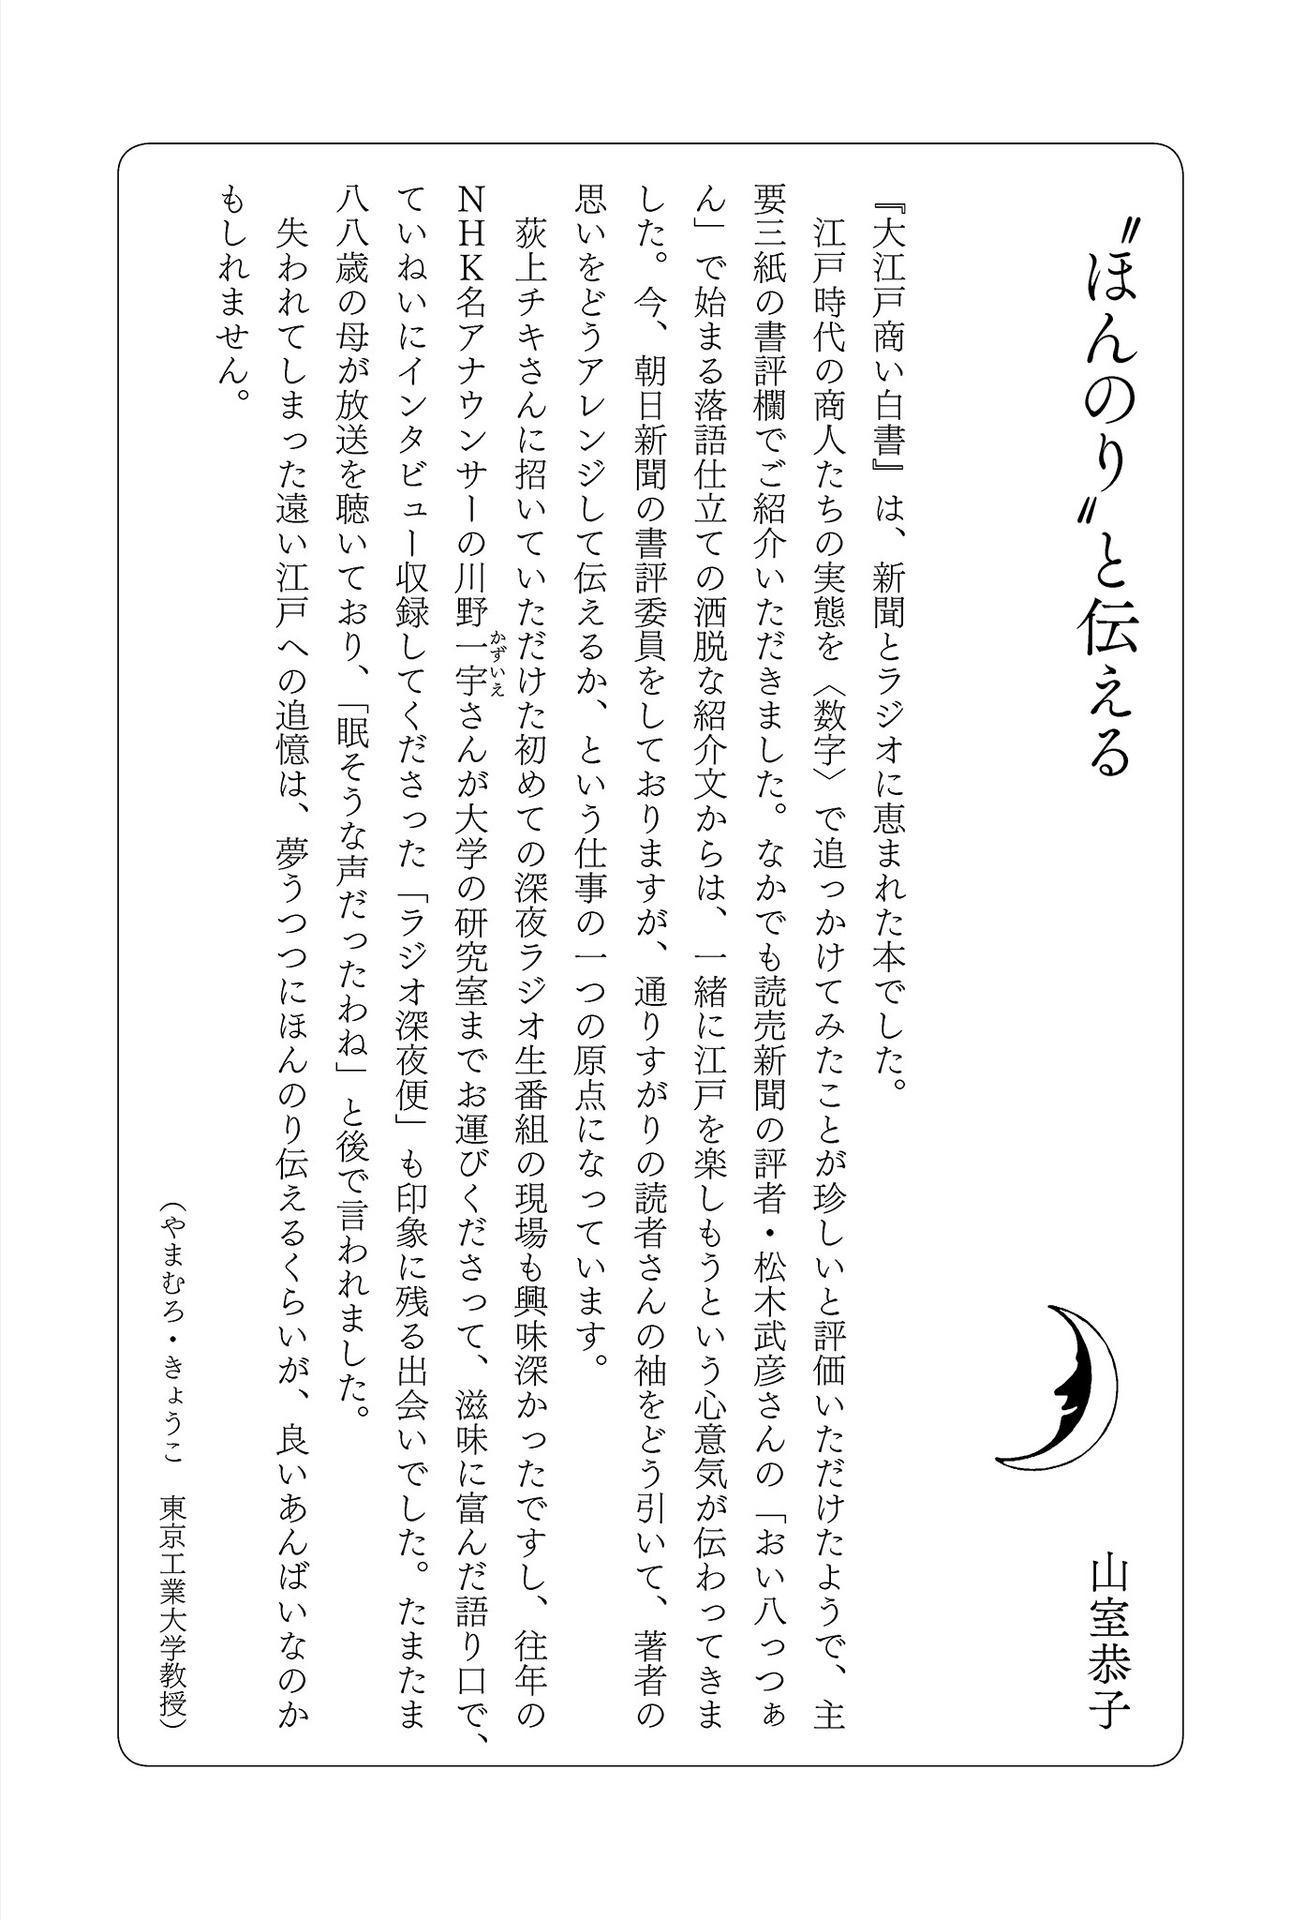 〝ほんのり〟と伝える
山室恭子
『大江戸商い白書』は、新聞とラジオに恵まれた本でした。
江戸時代の商人たちの実態を〈数字〉で追っかけてみたことが珍しいと評価いただけたようで、主
要三紙の書評欄でご紹介いただきました。なかでも読売新聞の評者・松木武彦さんの「おい八っつぁ
ん」で始まる落語仕立ての洒脱な紹介文からは、一緒に江戸を楽しもうという心意気が伝わってきま
した。今、朝日新聞の書評委員をしておりますが、通りすがりの読者さんの袖をどう引いて、著者の
思いをどうアレンジして伝えるか、という仕事の一つの原点になっています。
荻上チキさんに招いていただけた初めての深夜ラジオ生番組の現場も興味深かったですし、往年の
かずいえ
NHK名アナウンサーの川野一宇さんが大学の研究室までお運びくださって、滋味に富んだ語り口で、
ていねいにインタビュー収録してくださった「ラジオ深夜便」も印象に残る出会いでした。たまたま
八八歳の母が放送を聴いており、「眠そうな声だったわね」と後で言われました。
失われてしまった遠い江戸への追憶は、夢うつつにほんのり伝えるくらいが、良いあんばいなのか
もしれません。
（やまむろ・きょうこ　東京工業大学教授）